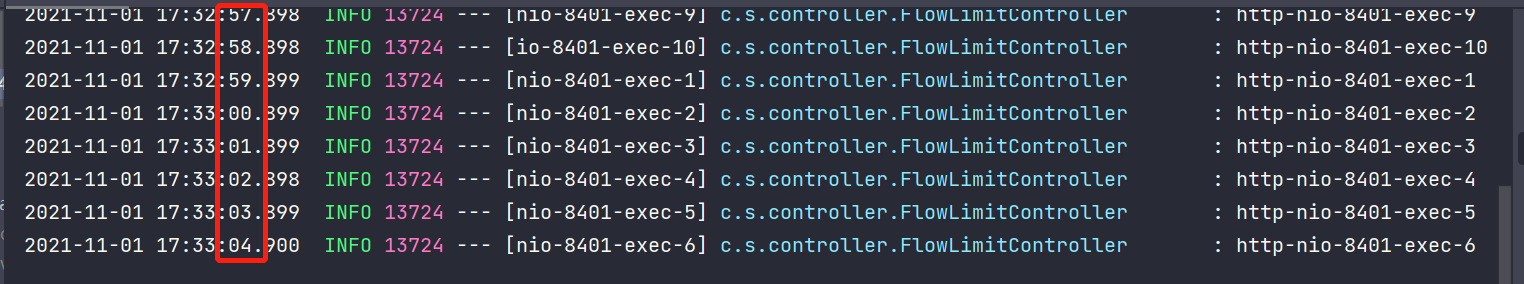 2021-11-01 17:32:57.898 INFO 13724 --- [nio-8401-exec-9] c.s.controller.FlowLimitController : http-nio-8401-exec-9
2021-11-01 17:32:58.898 INFO 13724 --- [io-8401-exec-10] c.s.controller.FlowLimitController : http-nio-8401-exec-10
2021-11-01 17:32:59.899 INFO 13724 --- [nio-8401-exec-1] c.s.controller.FlowLimitController : http-nio-8401-exec-1
2021-11-01 17:33:00.899 INFO 13724 --- [nio-8401-exec-2] c.s.controller.FlowLimitController : http-nio-8401-exec-2
2021-11-01 17:33:01.899 INFO 13724 --- [nio-8401-exec-3] c.s.controller.FlowLimitController : http-nio-8401-exec-3
2021-11-01 17:33:02.898 INFO 13724 --- [nio-8401-exec-4] c.s.controller.FlowLimitController : http-nio-8401-exec-4
2021-11-01 17:33:03.899 INFO 13724 --- [nio-8401-exec-5] c.s.controller.FlowLimitController : http-nio-8401-exec-5
2021-11-01 17:33:04.900 INFO 13724 --- [nio-8401-exec-6] c.s.controller.FlowLimitController : http-nio-8401-exec-6